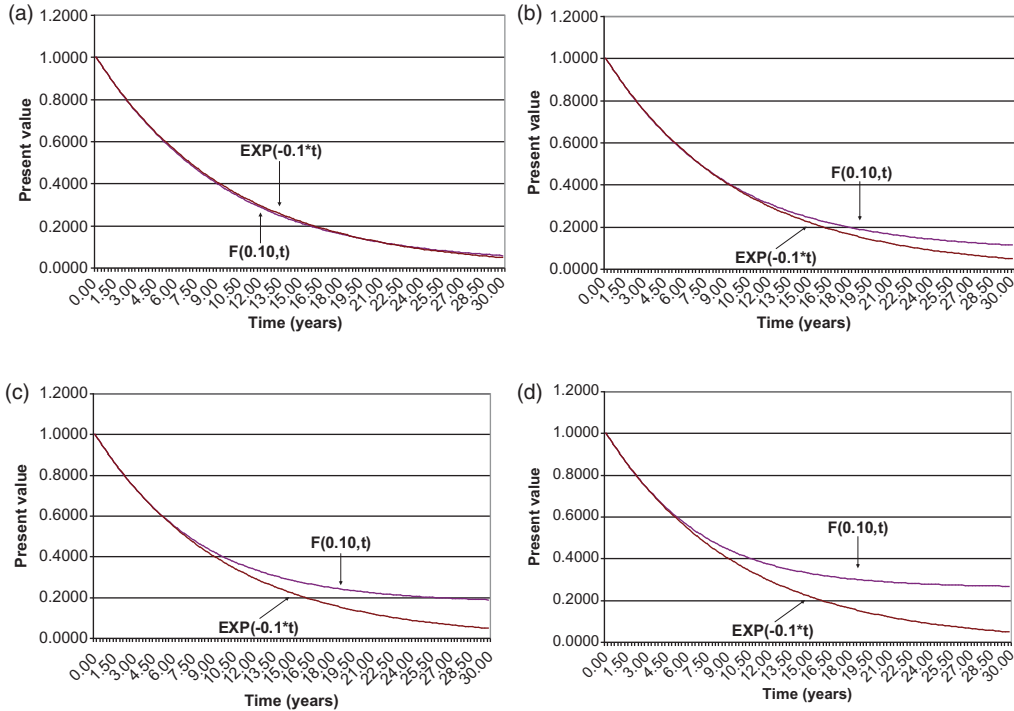 (a)
1.2000
1.0000
0.8000
0.6000
0.4000
0.2000
0.0000
Present value
EXP(-0.1*t)
F(0.10,t)
0.00 1.50 3.00 4.50 6.00 7.50 9.00 10.50 12.00 13.50 15.00 16.50 18.00 19.50 21.00 22.50 24.00 25.50 27.00 28.50 30.00
Time (years)
(b)
1.2000
1.0000
0.8000
0.6000
0.4000
0.2000
0.0000
Present value
F(0.10,t)
EXP(-0.1*t)
0.00 1.50 3.00 4.50 6.00 7.50 9.00 10.50 12.00 13.50 15.00 16.50 18.00 19.50 21.00 22.50 24.00 25.50 27.00 28.50 30.00
Time (years)
(c)
1.2000
1.0000
0.8000
0.6000
0.4000
0.2000
0.0000
Present value
F(0.10,t)
EXP(-0.1*t)
0.00 1.50 3.00 4.50 6.00 7.50 9.00 10.50 12.00 13.50 15.00 16.50 18.00 19.50 21.00 22.50 24.00 25.50 27.00 28.50 30.00
Time (years)
(d)
1.2000
1.0000
0.8000
0.6000
0.4000
0.2000
0.0000
Present value
F(0.10,t)
EXP(-0.1*t)
0.00 1.50 3.00 4.50 6.00 7.50 9.00 10.50 12.00 13.50 15.00 16.50 18.00 19.50 21.00 22.50 24.00 25.50 27.00 28.50 30.00
Time (years)